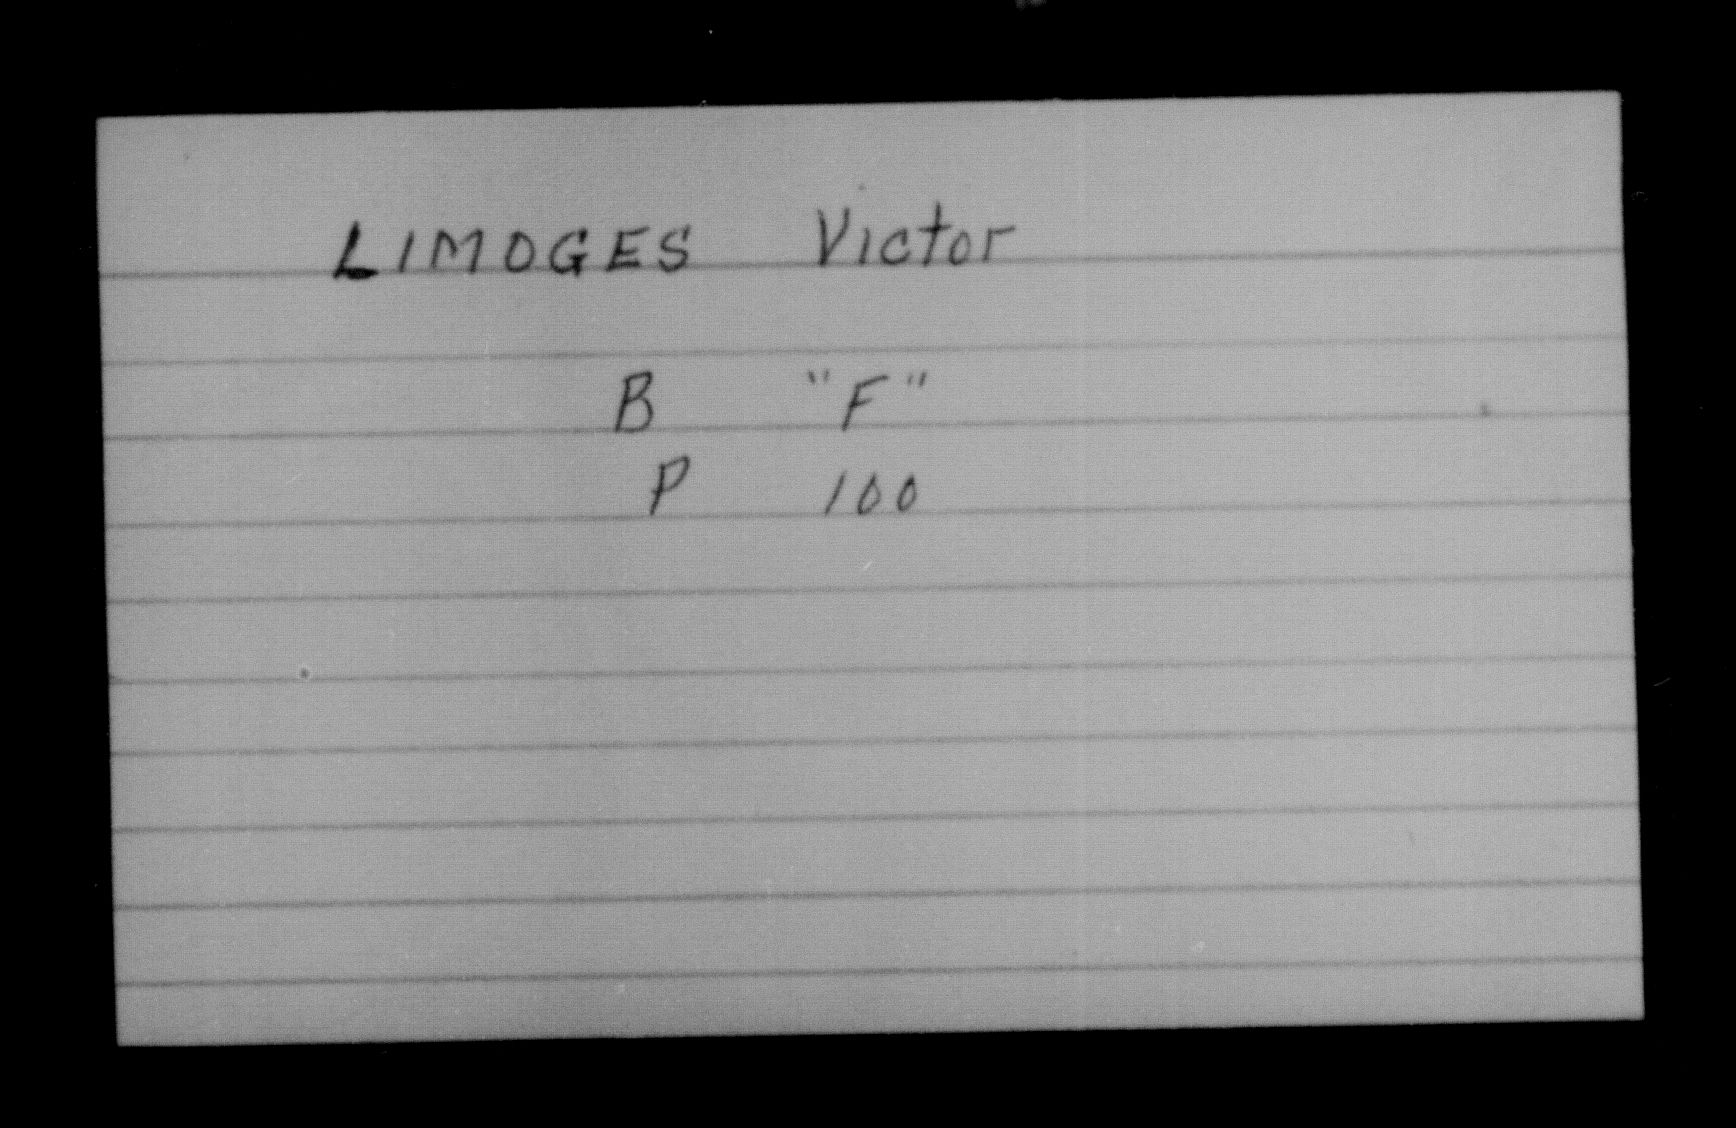 LIMOGES Victor
B "F"
P 100